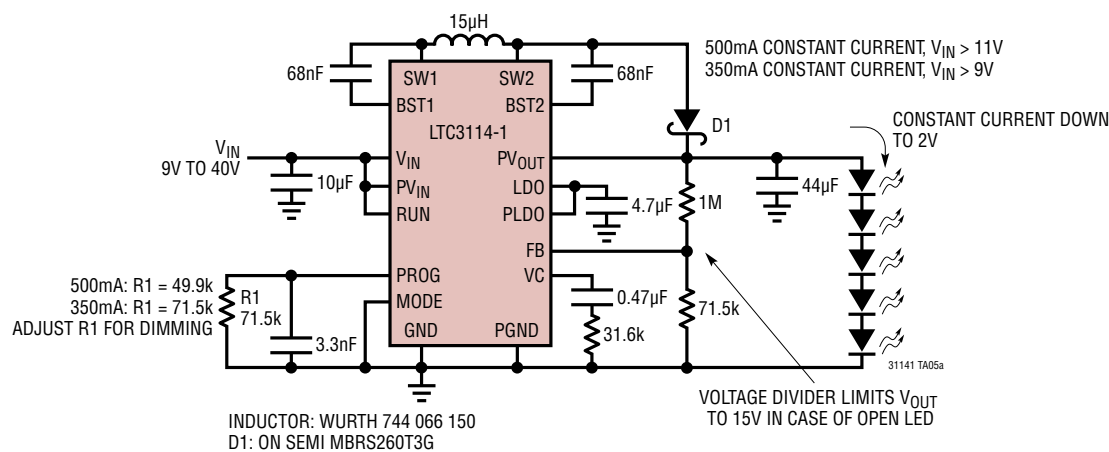 15µH
500mA CONSTANT CURRENT, VIN > 11V
350mA CONSTANT CURRENT, VIN > 9V
68nF
SW1
SW2
68nF
BST1
BST2
LTC3114-1
D1
CONSTANT CURRENT DOWN
TO 2V
VIN
9V TO 40V
VIN
PVOUT
10µF
PVIN
LDO
4.7µF
1M
44µF
RUN
PLDO
FB
500mA: R1 = 49.9k
350mA: R1 = 71.5k
ADJUST R1 FOR DIMMING
R1
71.5k
PROG
VC
MODE
0.47µF
71.5k
3.3nF
GND
PGND
31.6k
31141 TA05a
VOLTAGE DIVIDER LIMITS VOUT
TO 15V IN CASE OF OPEN LED
INDUCTOR: WURTH 744 066 150
D1: ON SEMI MBRS260T3G